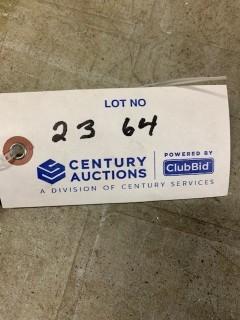 LOT NO
23 64
CENTURY AUCTIONS
POWERED BY ClubBid
A DIVISION OF CENTURY SERVICES